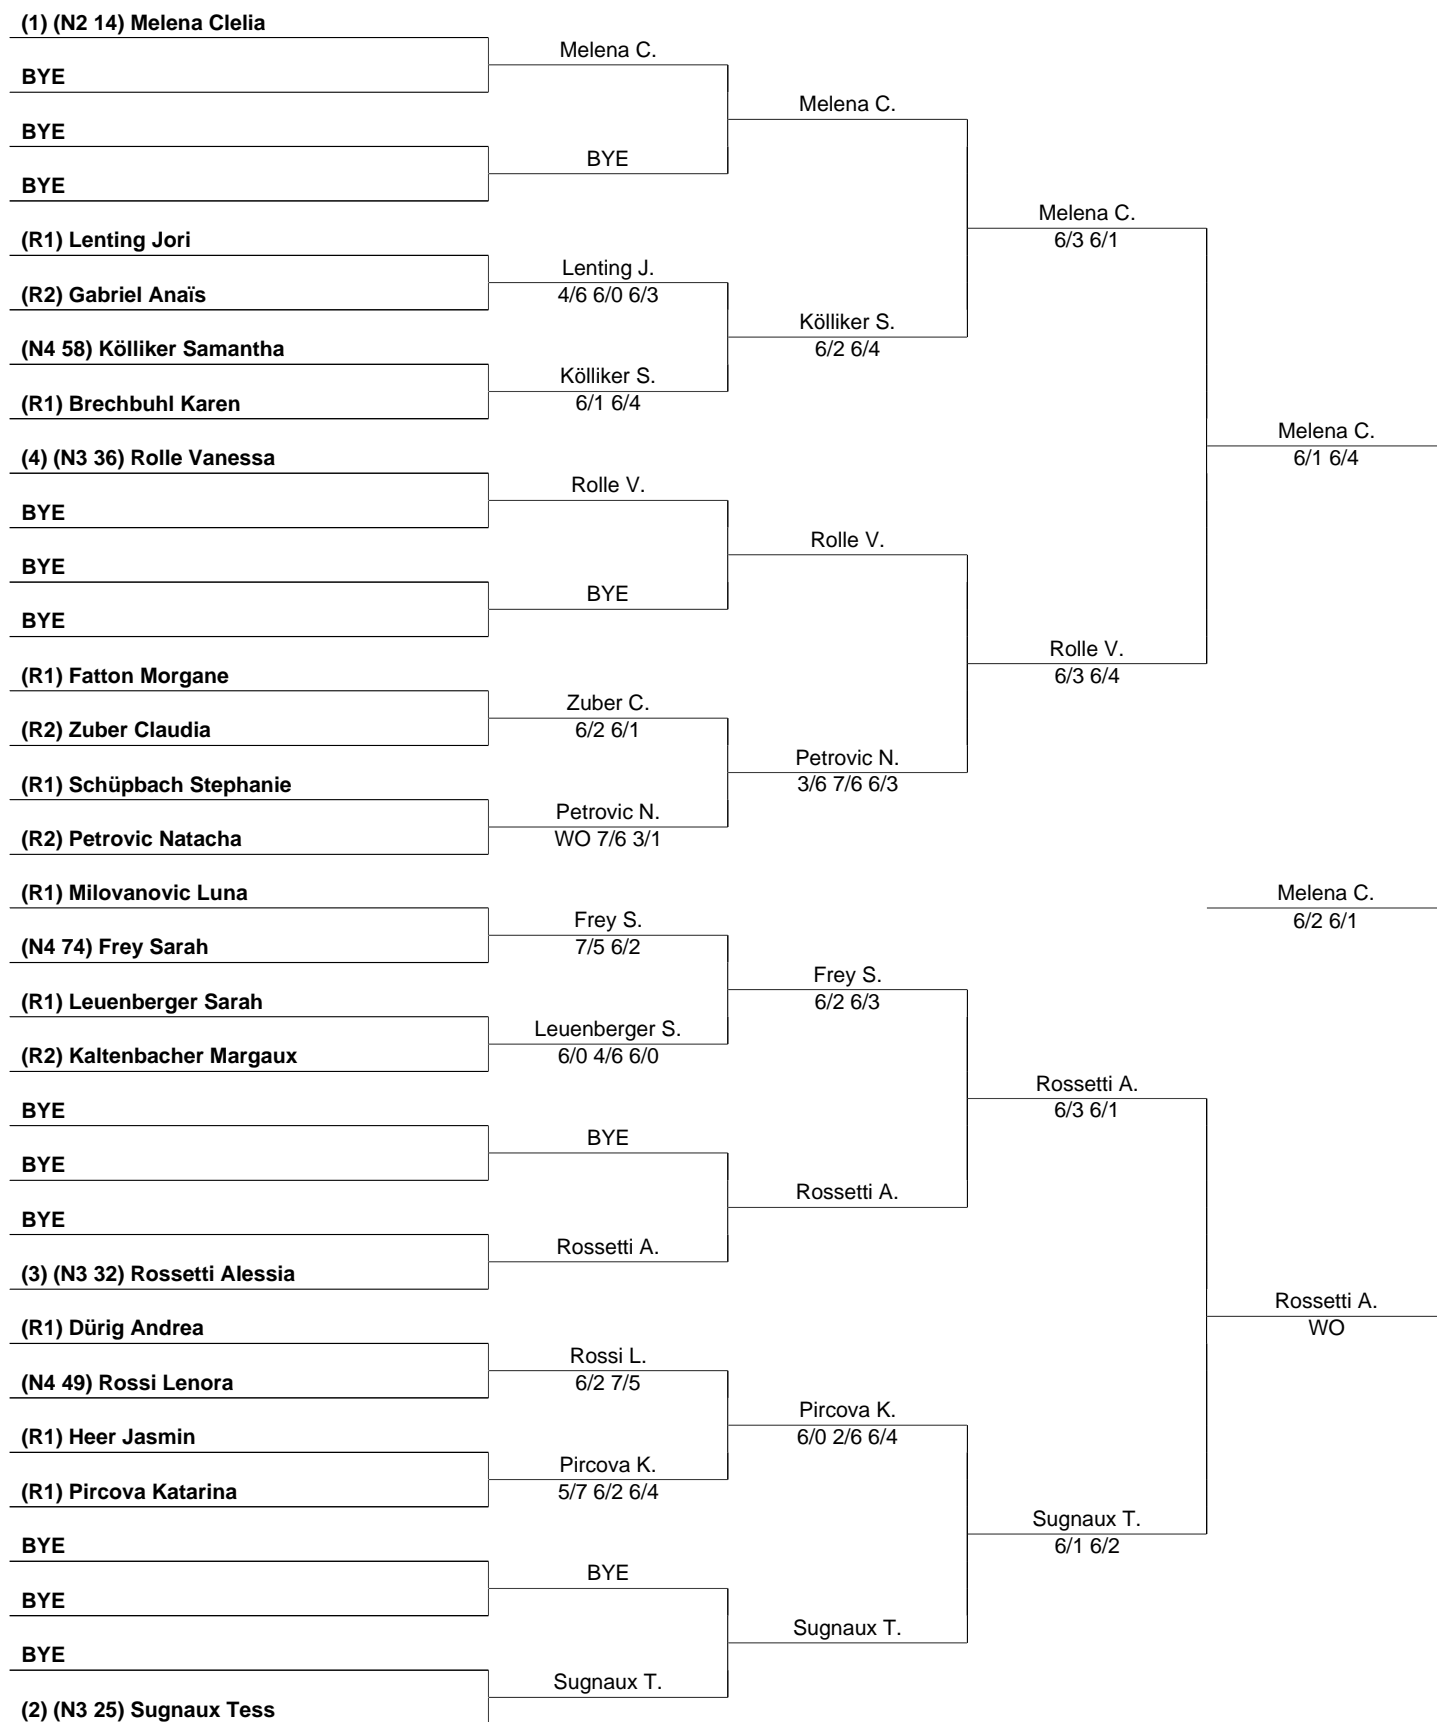 (1) (N2 14) Melena Clelia
Melena C.
BYE
Melena C.
BYE
BYE
BYE
Melena C.
6/3 6/1
(R1) Lenting Jori
Lenting J.
4/6 6/0 6/3
(R2) Gabriel Anaïs
Kölliker S.
6/2 6/4
(N4 58) Kölliker Samantha
Kölliker S.
6/1 6/4
(R1) Brechbuhl Karen
Melena C.
6/1 6/4
(4) (N3 36) Rolle Vanessa
Rolle V.
BYE
Rolle V.
BYE
BYE
BYE
Rolle V.
6/3 6/4
(R1) Fatton Morgane
Zuber C.
6/2 6/1
(R2) Zuber Claudia
Petrovic N.
3/6 7/6 6/3
(R1) Schüpbach Stephanie
Petrovic N.
WO 7/6 3/1
(R2) Petrovic Natacha
(R1) Milovanovic Luna
Melena C.
6/2 6/1
Frey S.
7/5 6/2
(N4 74) Frey Sarah
Frey S.
6/2 6/3
(R1) Leuenberger Sarah
Leuenberger S.
6/0 4/6 6/0
(R2) Kaltenbacher Margaux
Rossetti A.
6/3 6/1
BYE
BYE
BYE
Rossetti A.
BYE
Rossetti A.
(3) (N3 32) Rossetti Alessia
Rossetti A.
WO
(R1) Dürig Andrea
Rossi L.
6/2 7/5
(N4 49) Rossi Lenora
Pircova K.
6/0 2/6 6/4
(R1) Heer Jasmin
Pircova K.
5/7 6/2 6/4
(R1) Pircova Katarina
Sugnaux T.
6/1 6/2
BYE
BYE
BYE
Sugnaux T.
BYE
Sugnaux T.
(2) (N3 25) Sugnaux Tess